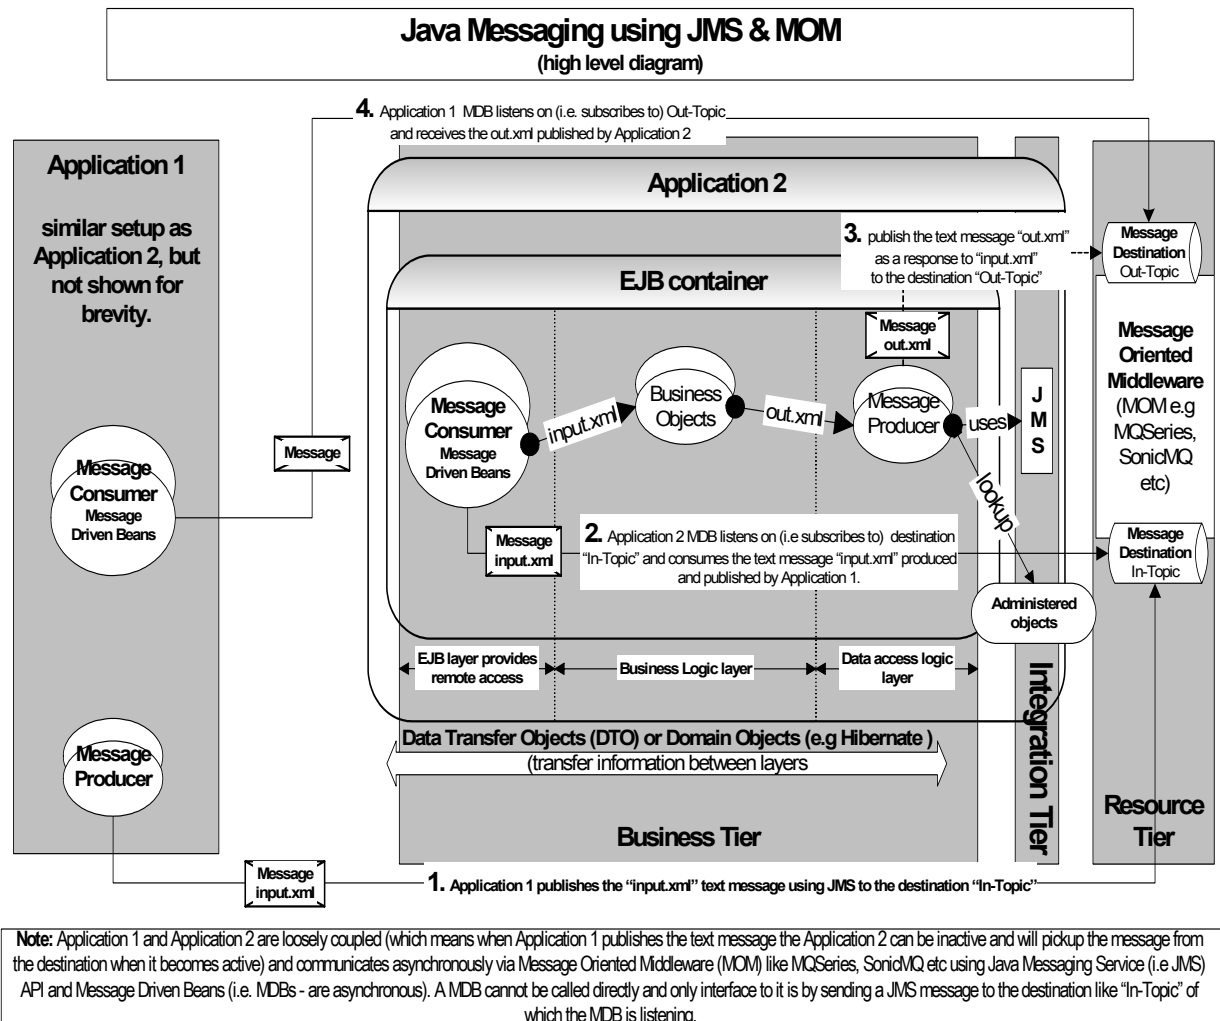 Java Messaging using JMS & MOM
(high level diagram)
4. Application 1 MDB listens on (i.e. subscribes to) Out-Topic
and receives the out.xml published by Application 2
Application 1
similar setup as
Application 2, but
not shown for
brevity.
Application 2
3. publish the text message “out.xml”
as a response to “input.xml”
to the destination “Out-Topic”
Message
Destination
Out-Topic
EJB container
Message
out.xml
Message
Oriented
Middleware
(MOM e.g
MQSeries,
SonicMQ
etc)
Message
Consumer
Message
Driven Beans
input.xml
Business
Objects
out.xml
Message
Producer
uses
J
M
S
lookup
Message
Message
Consumer
Message
Driven Beans
Message
input.xml
2. Application 2 MDB listens on (i.e subscribes to) destination
“In-Topic” and consumes the text message “input.xml” produced
and published by Application 1.
Message
Destination
In-Topic
Administered
objects
EJB layer provides
remote access
Business Logic layer
Data access logic
layer
Integration Tier
Data Transfer Objects (DTO) or Domain Objects (e.g Hibernate )
(transfer information between layers
Message
Producer
Business Tier
Resource
Tier
Message
input.xml
1. Application 1 publishes the “input.xml” text message using JMS to the destination “In-Topic”
Note: Application 1 and Application 2 are loosely coupled (which means when Application 1 publishes the text message the Application 2 can be inactive and will pickup the message from
the destination when it becomes active) and communicates asynchronously via Message Oriented Middleware (MOM) like MQSeries, SonicMQ etc using Java Messaging Service (i.e JMS)
API and Message Driven Beans (i.e. MDBs - are asynchronous). A MDB cannot be called directly and only interface to it is by sending a JMS message to the destination like “In-Topic” of
which the MDB is listening.